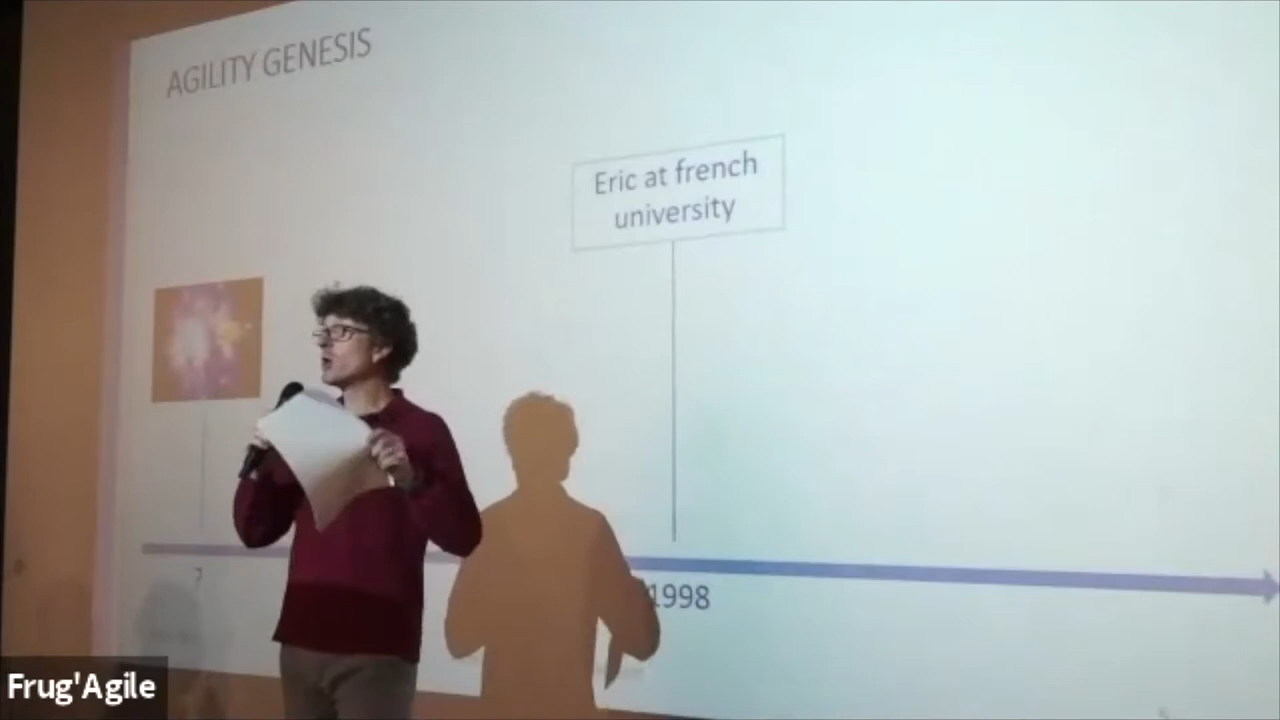 AGILITY GENESIS
Eric at french
university
?
1998
Frug'Agile